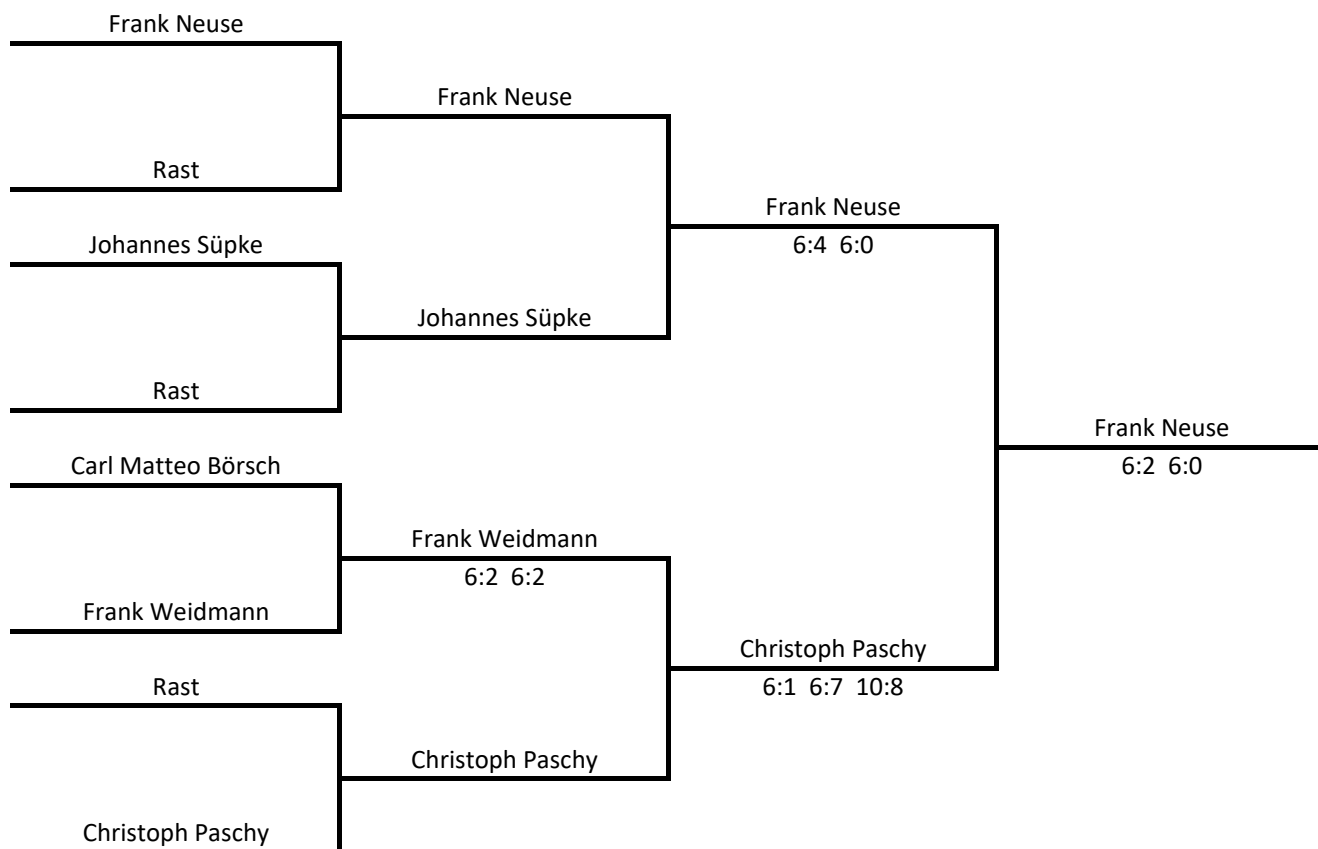 Frank Neuse
Frank Neuse
Rast
Frank Neuse
Johannes Süpke
6:4 6:0
Johannes Süpke
Rast
Frank Neuse
Carl Matteo Börsch
6:2 6:0
Frank Weidmann
6:2 6:2
Frank Weidmann
Christoph Paschy
Rast
6:1 6:7 10:8
Christoph Paschy
Christoph Paschy